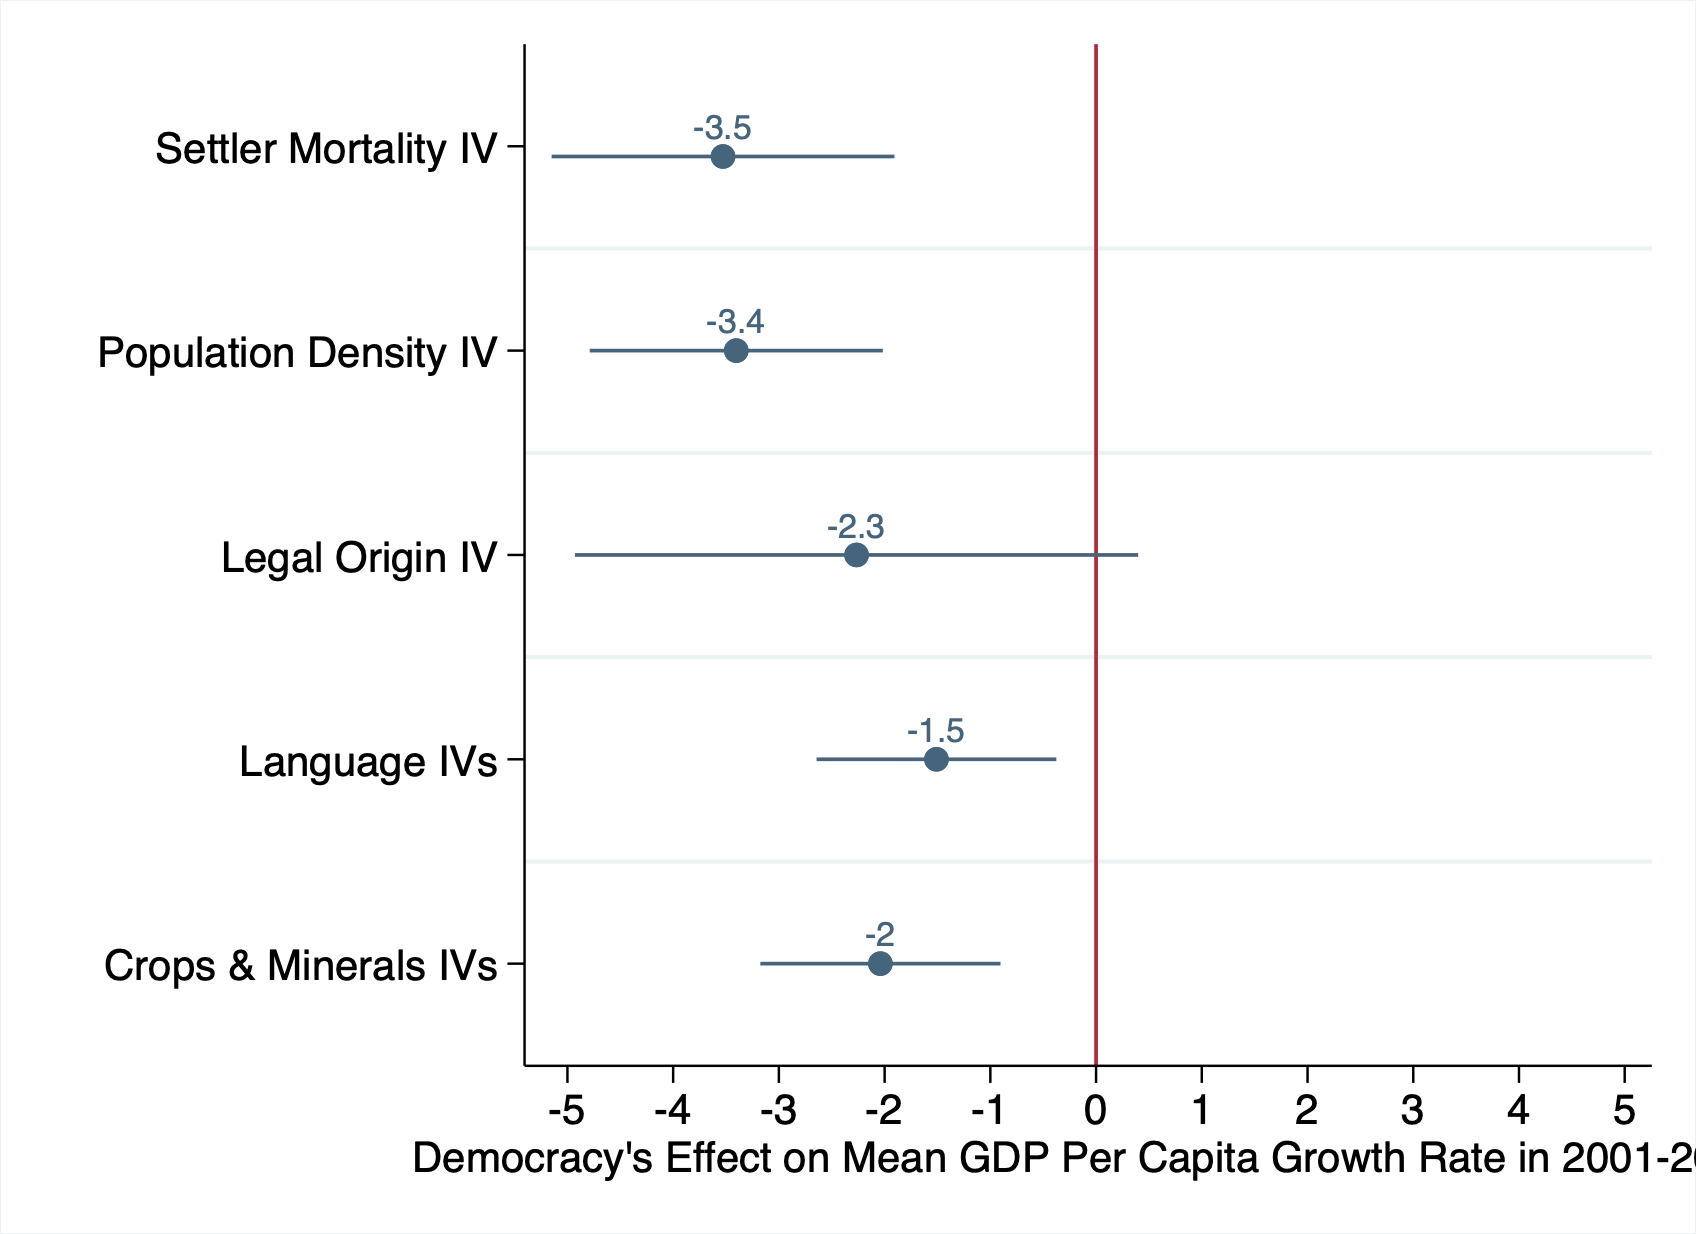 -3.5
Settler Mortality IV
-3.4
Population Density IV
-2.3
Legal Origin IV
-1.5
Language IVs
-2
Crops & Minerals IVs
-5 -4 -3 -2 -1 0 1 2 3 4 5
Democracy's Effect on Mean GDP Per Capita Growth Rate in